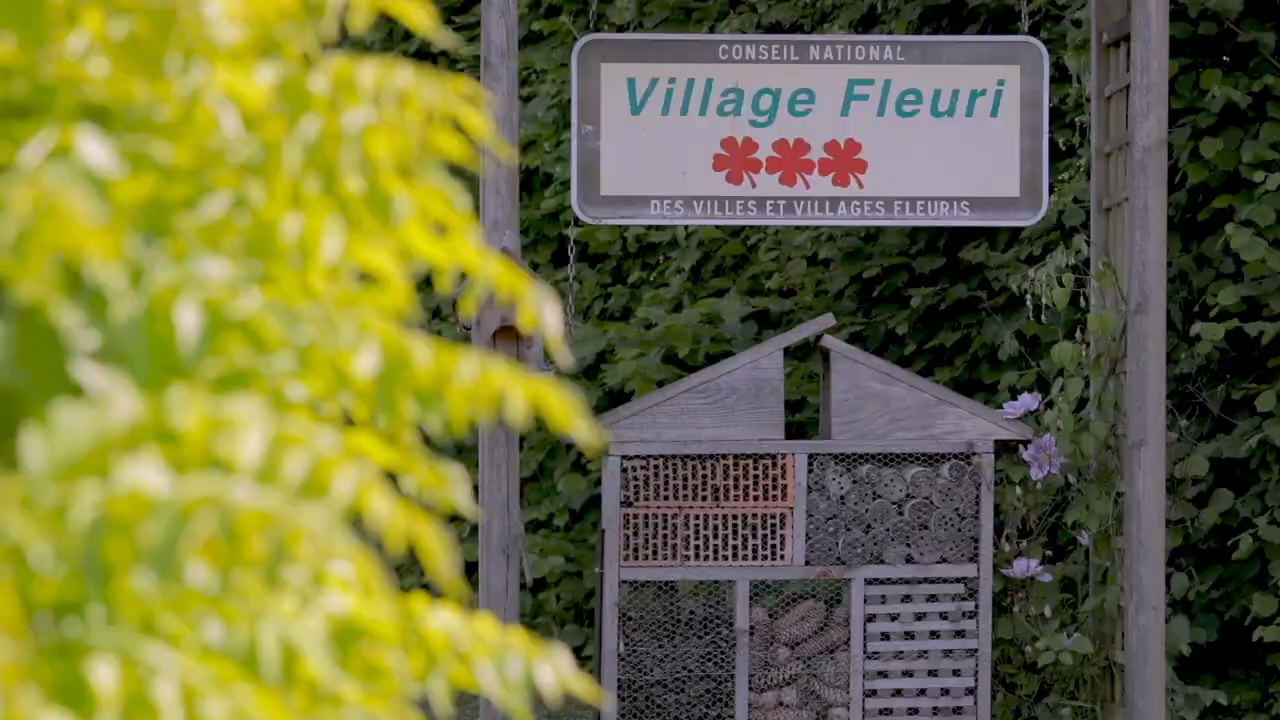 CONSEIL NATIONAL
Village Fleuri
DES VILLES ET VILLAGES FLEURIS